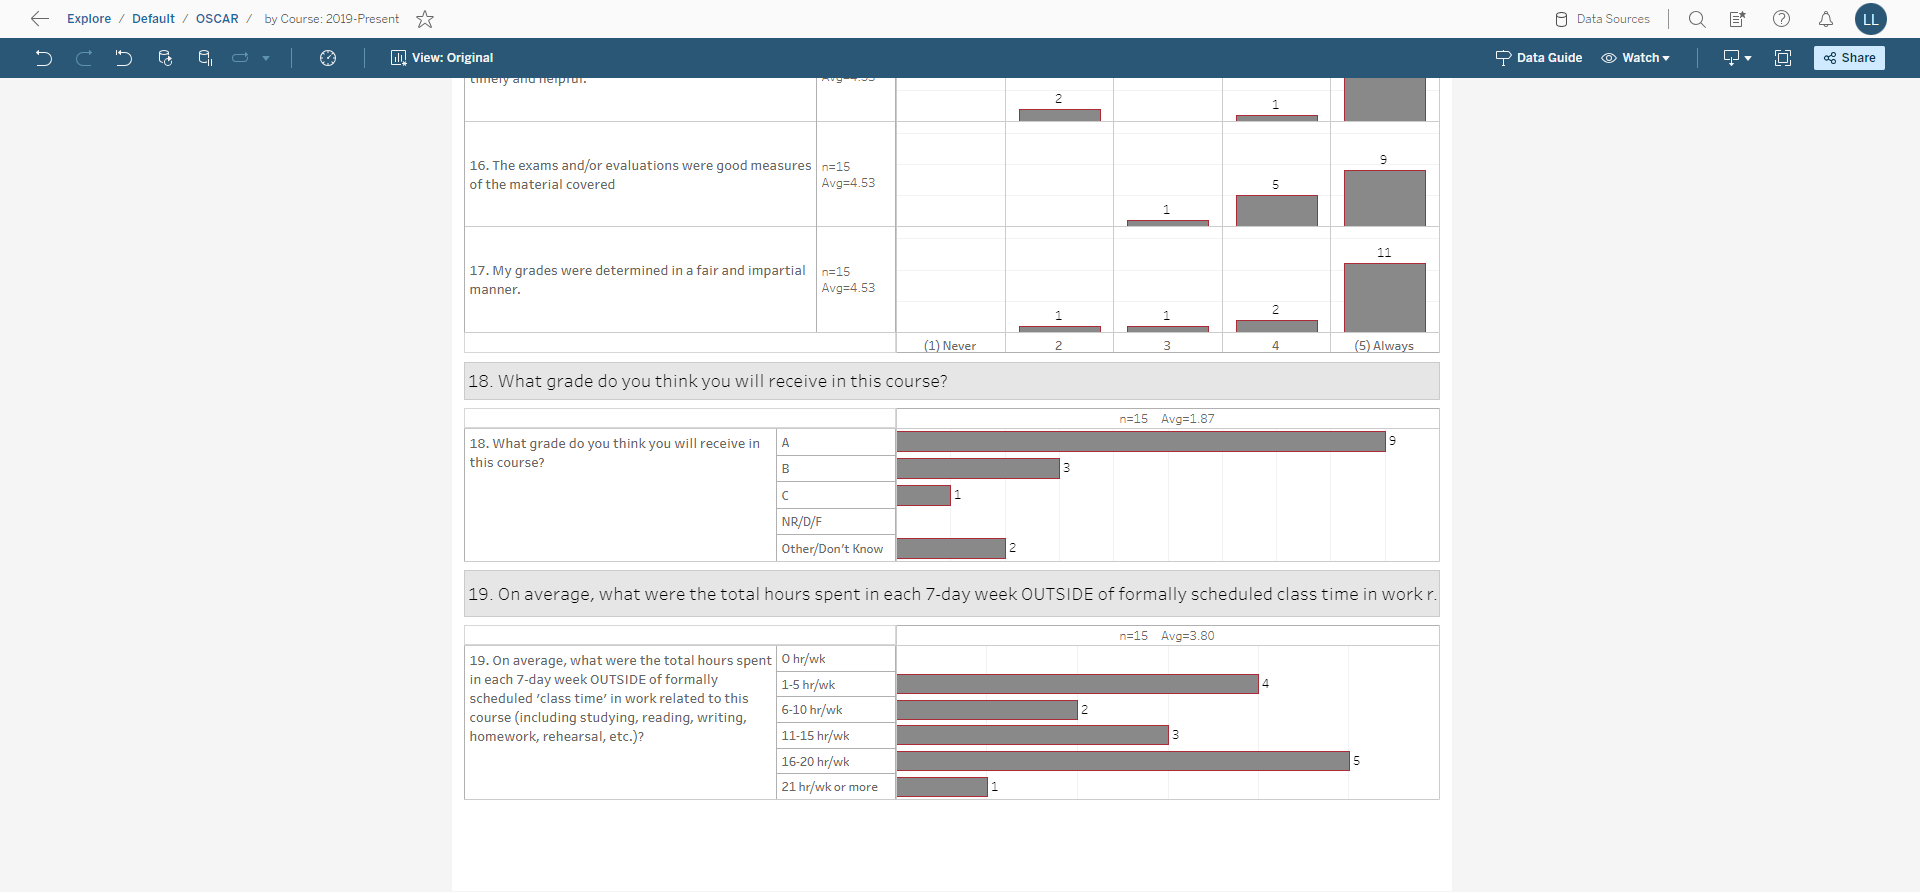 Explore / Default / OSCAR / by Course: 2019-Present
Data Sources
LL
View: Original
Data Guide
Watch
Share
timely and helpful.
Avg=4.53
2
1
16. The exams and/or evaluations were good measures
of the material covered
n=15
Avg=4.53
1
5
9
17. My grades were determined in a fair and impartial
manner.
n=15
Avg=4.53
1
1
2
11
(1) Never
2
3
4
(5) Always
18. What grade do you think you will receive in this course?
n=15 Avg=1.87
18. What grade do you think you will receive in
this course?
A
9
B
3
C
1
NR/D/F
Other/Don't Know
2
19. On average, what were the total hours spent in each 7-day week OUTSIDE of formally scheduled class time in work r.
n=15 Avg=3.80
19. On average, what were the total hours spent
in each 7-day week OUTSIDE of formally
scheduled ‘class time’ in work related to this
course (including studying, reading, writing,
homework, rehearsal, etc.)?
0 hr/wk
1-5 hr/wk
4
6-10 hr/wk
2
11-15 hr/wk
3
16-20 hr/wk
5
21 hr/wk or more
1